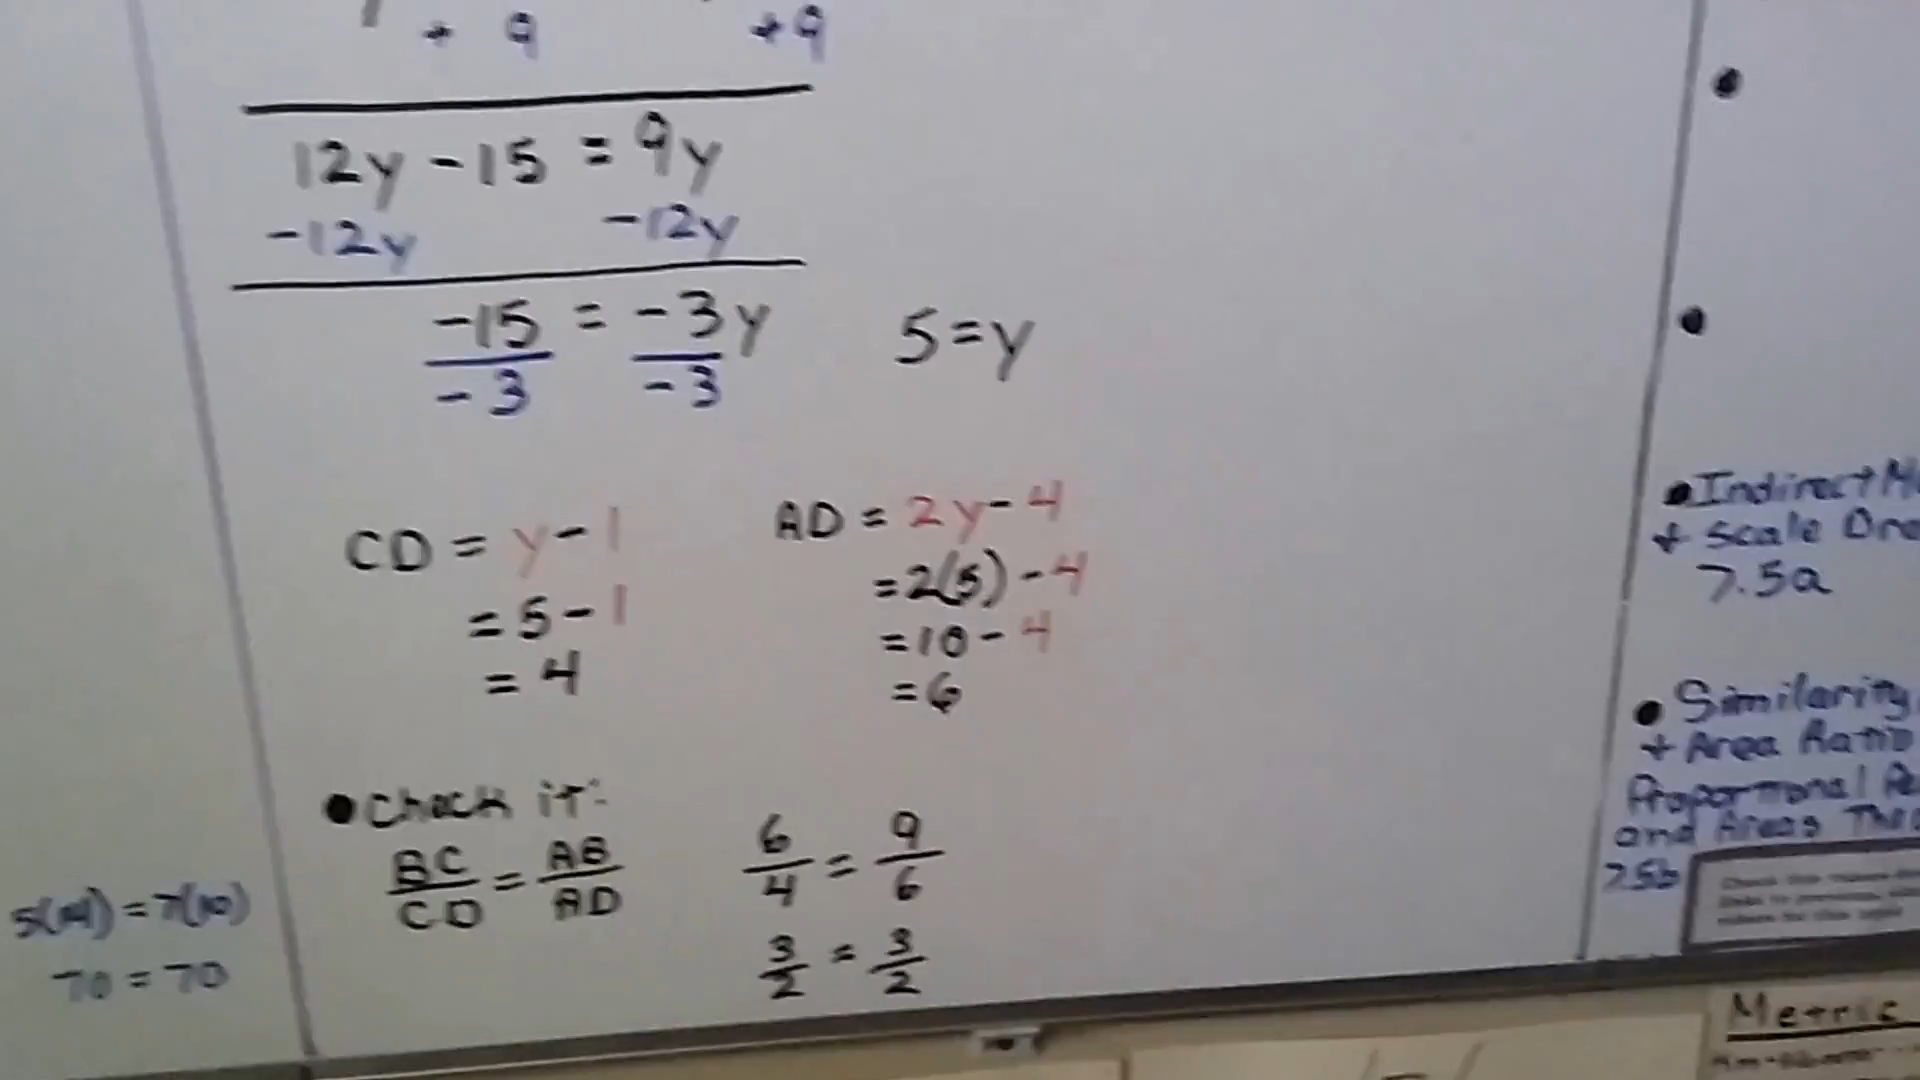 + 9 +9
12y - 15 = 9y
-12y -12y
-15 = -3y
-3 -3
5 = y
CD = y - 1
= 5 - 1
= 4
AD = 2y - 4
= 2(5) - 4
= 10 - 4
= 6
• Check it:
BC/CD = AB/AD
6/4 = 9/6
3/2 = 3/2
5(14) = 7(10)
70 = 70
• Indirect
+ Scale
7.5a
• Similarity
+ Area Ratio
Proportional
and Areas
7.5b
Metric